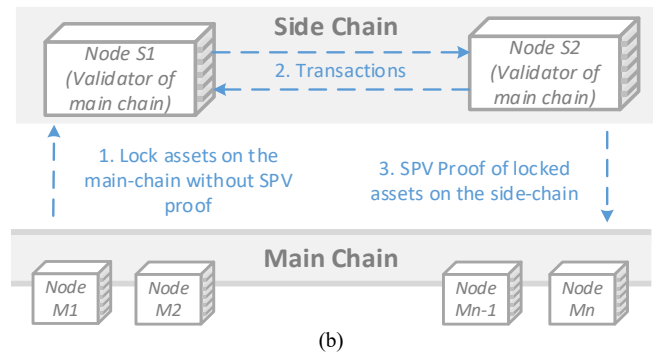 Side Chain
Node S1
(Validator of
main chain)
2. Transactions
Node S2
(Validator of
main chain)
1. Lock assets on the
main-chain without SPV
proof
3. SPV Proof of locked
assets on the side-chain
Main Chain
Node
M1
Node
M2
Node
Mn-1
Node
Mn
(b)